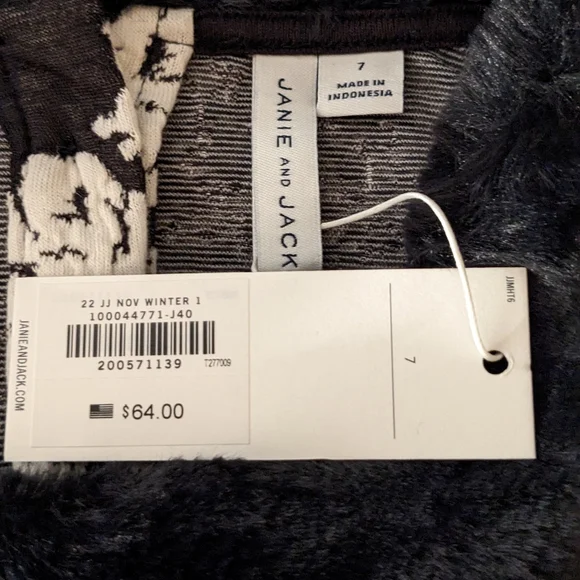 7
MADE IN
INDONESIA
JANIE AND JACK
22 JJ NOV WINTER 1
100044771-J40
200571139
T277009
$64.00
JANIEANDJACK.COM
7
JJMHT6